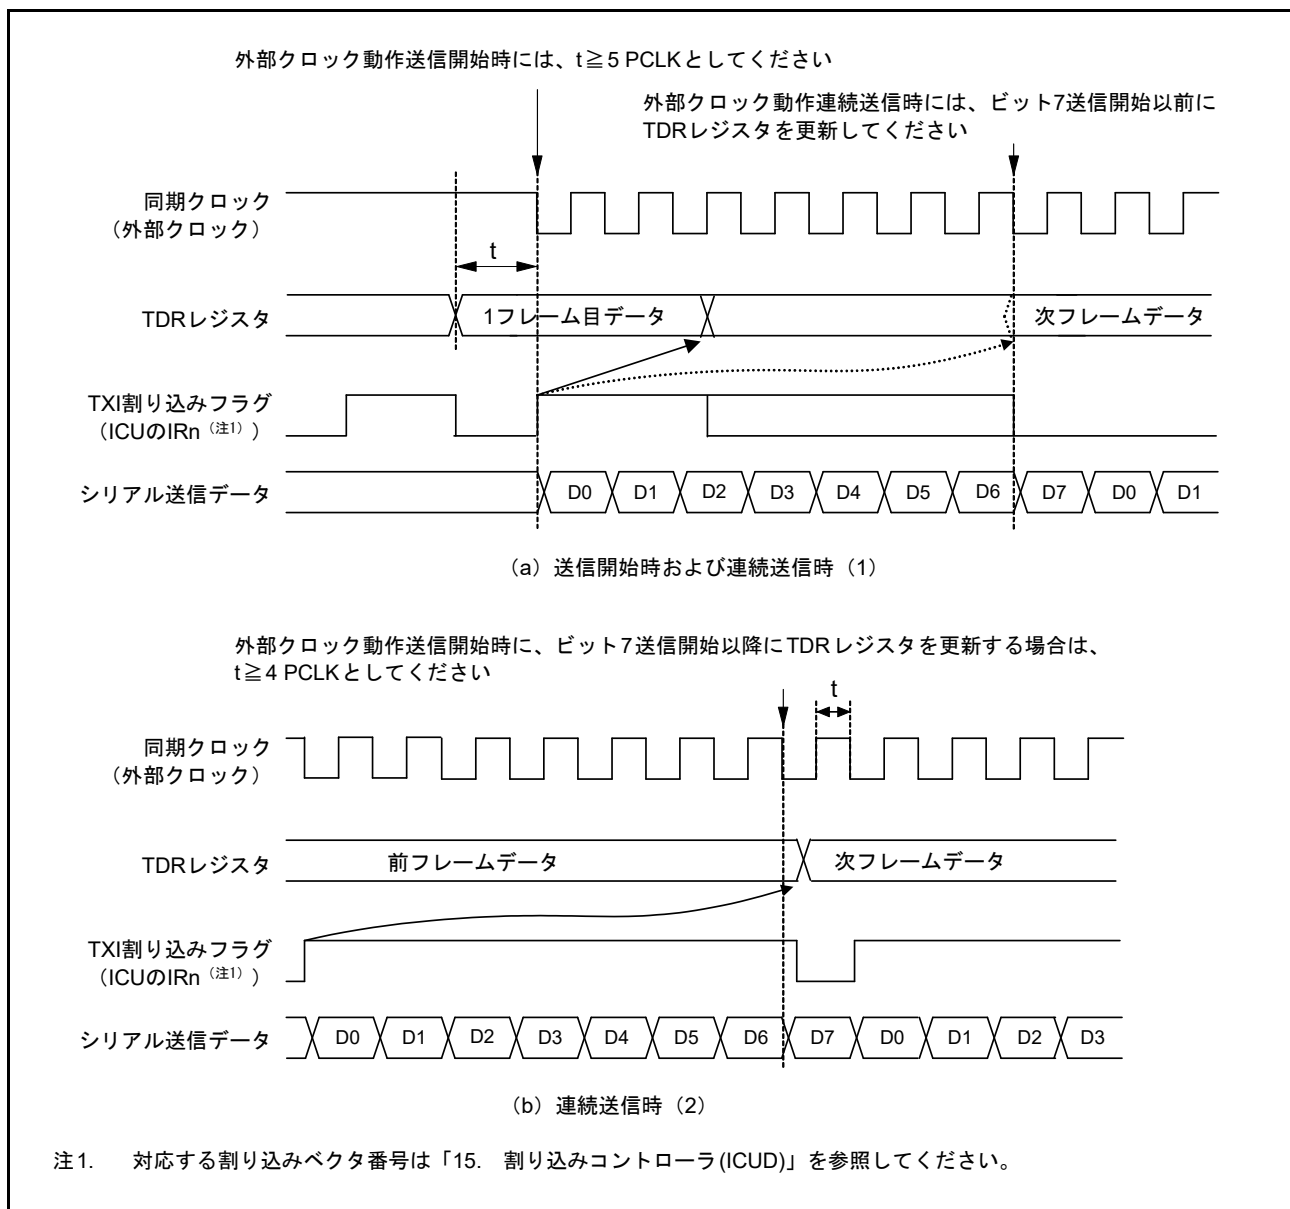 外部クロック動作送信開始時には、t≧5 PCLKとしてください
外部クロック動作連続送信時には、ビット7送信開始以前に
TDRレジスタを更新してください
同期クロック
（外部クロック）
t
TDRレジスタ
1フレーム目データ
次フレームデータ
TXI割り込みフラグ
（ICUのIRn（注1））
シリアル送信データ
D0 D1 D2 D3 D4 D5 D6 D7 D0 D1
（a）送信開始時および連続送信時（1）
外部クロック動作送信開始時に、ビット7送信開始以降にTDRレジスタを更新する場合は、
t≧4 PCLKとしてください
t
同期クロック
（外部クロック）
TDRレジスタ
前フレームデータ
次フレームデータ
TXI割り込みフラグ
（ICUのIRn（注1））
シリアル送信データ
D0 D1 D2 D3 D4 D5 D6 D7 D0 D1 D2 D3
（b）連続送信時（2）
注1. 対応する割り込みベクタ番号は「15. 割り込みコントローラ(ICUD)」を参照してください。